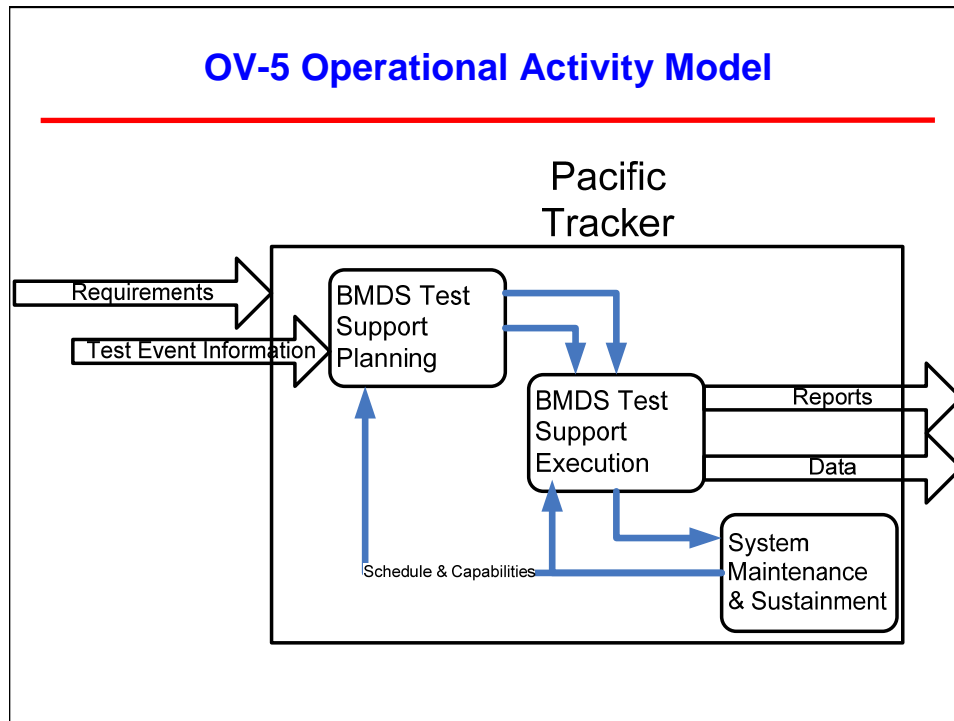 OV-5 Operational Activity Model
Pacific
Tracker
Requirements
Test Event Information
BMDS Test
Support
Planning
BMDS Test
Support
Execution
Reports
Data
Schedule & Capabilities
System
Maintenance
& Sustainment